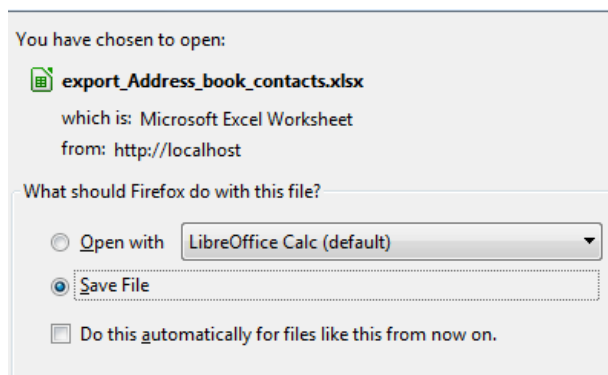 You have chosen to open:
export_Address_book_contacts.xlsx
which is: Microsoft Excel Worksheet
from: http://localhost
What should Firefox do with this file?
Open with LibreOffice Calc (default)
Save File
Do this automatically for files like this from now on.